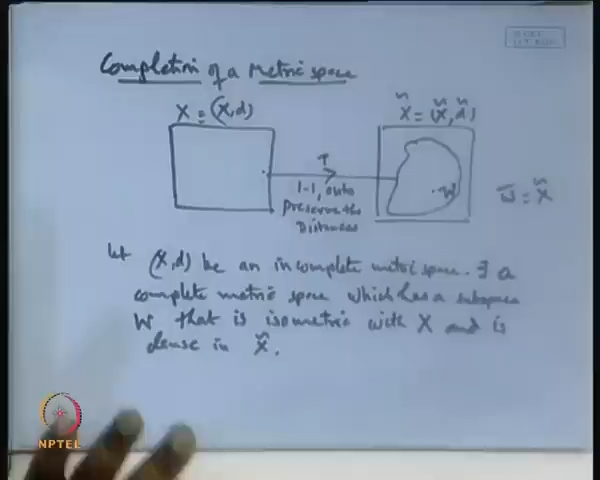 Completion of a Metric space
X = (X,d)
X̃ = (X̃, d̃)
T
1-1, onto
Preserve the
Distances
W
W̄ = X̃
Let (X,d) be an incomplete metric space. ∃ a
complete metric space which has a subspace
W that is isometric with X and is
dense in X̃.
NPTEL